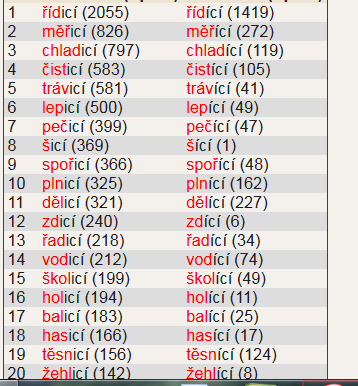 1 řídicí (2055) řídící (1419)
2 měřicí (826) měřící (272)
3 chladicí (797) chladící (119)
4 čisticí (583) čistící (105)
5 trávicí (581) trávící (41)
6 lepicí (500) lepící (49)
7 pečicí (399) pečící (47)
8 šicí (369) šící (1)
9 spořicí (366) spořící (48)
10 plnicí (325) plnící (162)
11 dělicí (321) dělící (227)
12 zdicí (240) zdící (6)
13 řadicí (218) řadící (34)
14 vodicí (212) vodící (74)
15 školicí (199) školící (49)
16 holicí (194) holící (11)
17 balicí (183) balící (25)
18 hasicí (166) hasící (17)
19 těsnicí (156) těsnící (124)
20 žehlicí (142) žehlící (8)